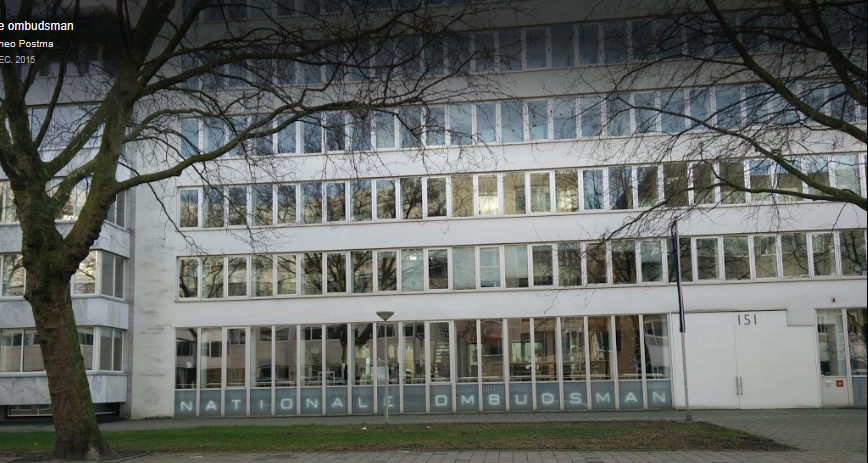 e ombudsman
heo Postma
EC. 2015
151
NATIONALE OMBUDSMAN